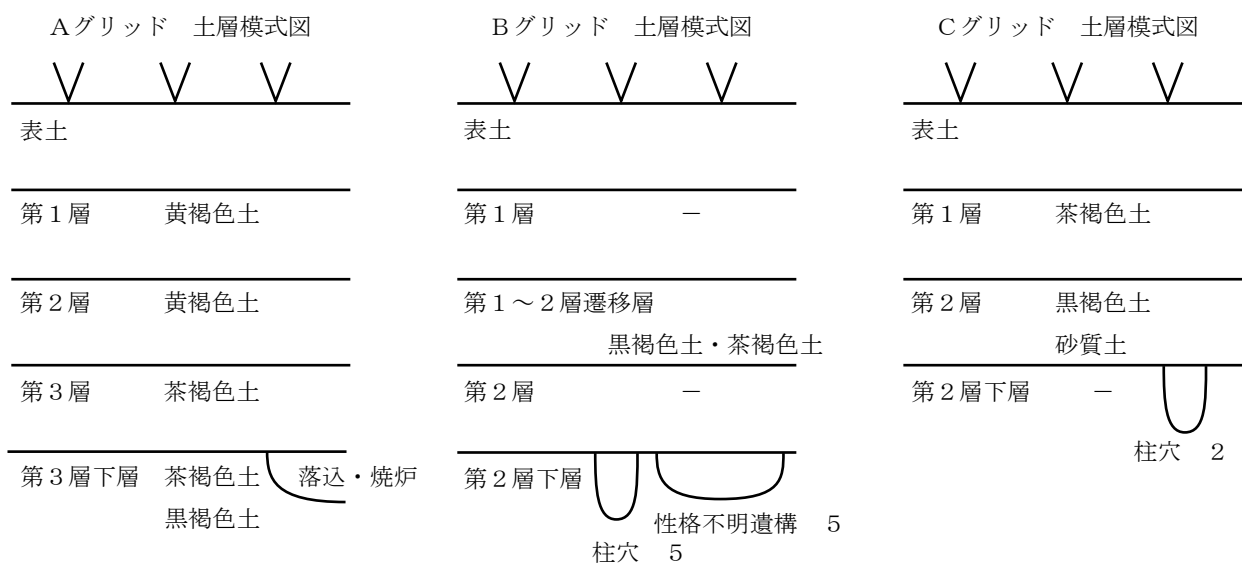 Aグリッド 土層模式図
表土
第1層 黄褐色土
第2層 黄褐色土
第3層 茶褐色土
第3層下層 茶褐色土 落込・焼炉
黒褐色土
Bグリッド 土層模式図
表土
第1層 －
第1～2層遷移層
黒褐色土・茶褐色土
第2層 －
第2層下層
性格不明遺構 5
柱穴 5
Cグリッド 土層模式図
表土
第1層 茶褐色土
第2層 黒褐色土
砂質土
第2層下層 －
柱穴 2